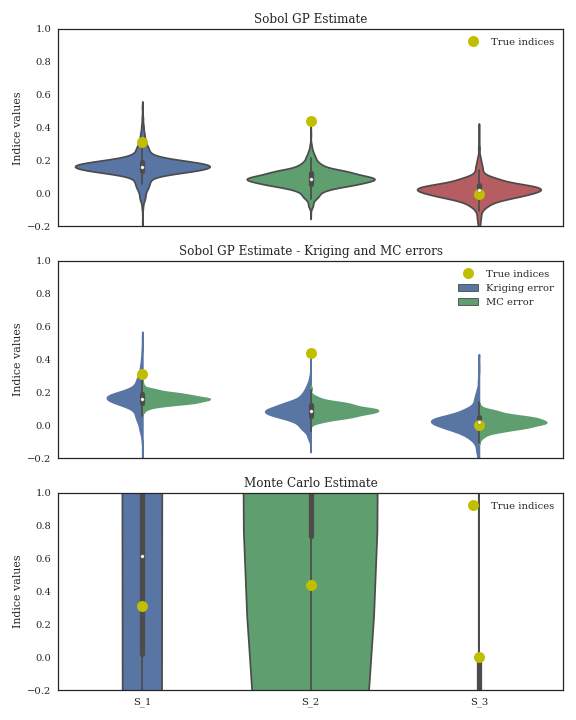 Sobol GP Estimate
1.0
0.8
0.6
0.4
0.2
0.0
−0.2
Indice values
True indices
Sobol GP Estimate - Kriging and MC errors
1.0
0.8
0.6
0.4
0.2
0.0
−0.2
Indice values
True indices
Kriging error
MC error
Monte Carlo Estimate
1.0
0.8
0.6
0.4
0.2
0.0
−0.2
Indice values
True indices
S_1
S_2
S_3